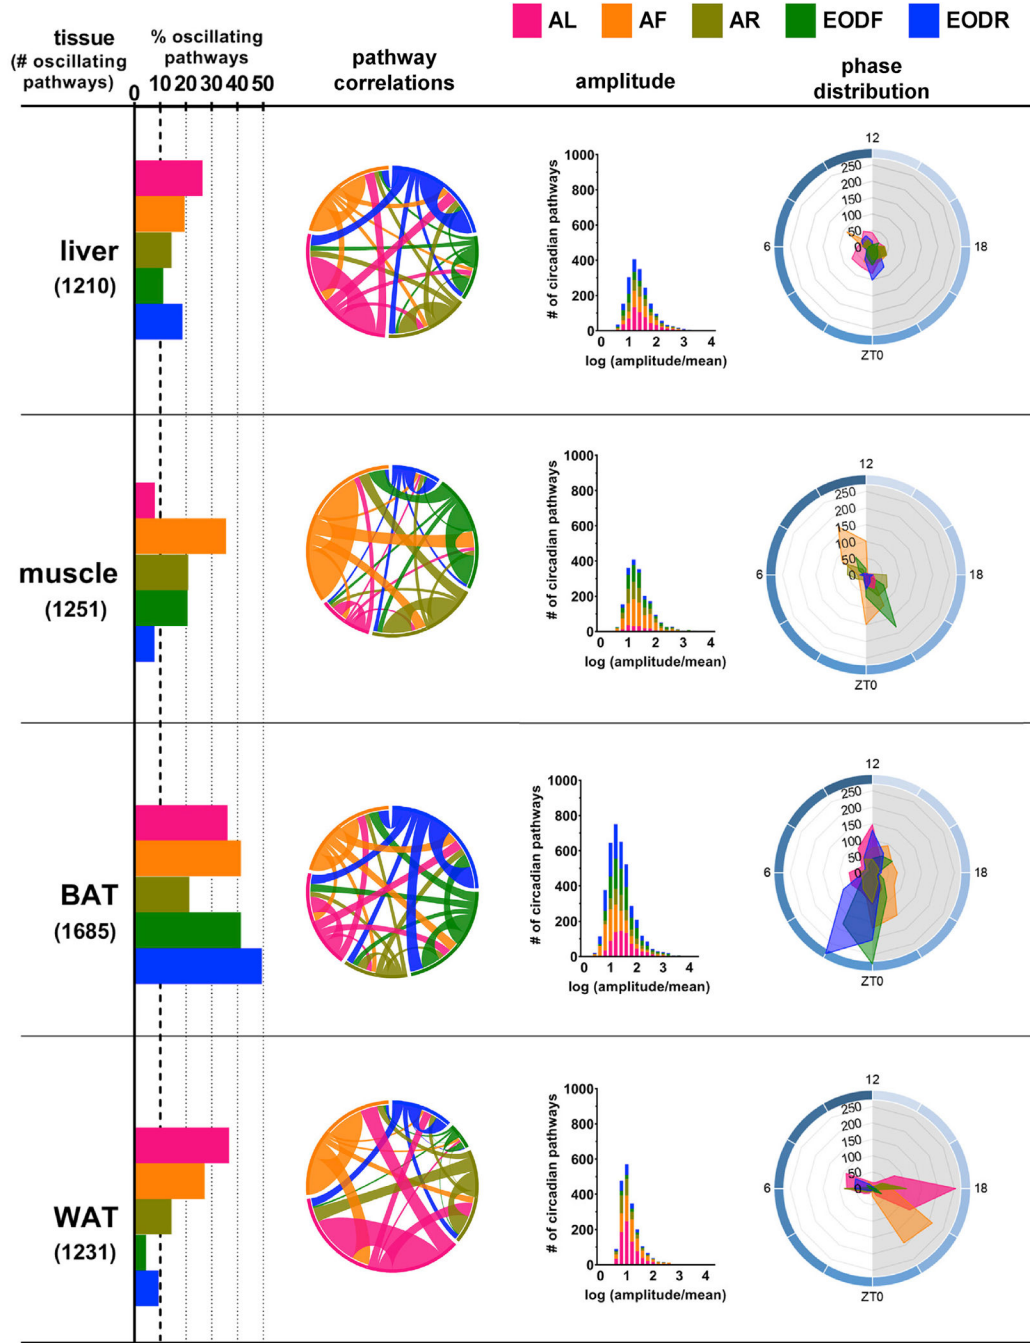 AL AF AR EODF EODR
tissue
(# oscillating
pathways)
% oscillating
pathways
0 10 20 30 40 50
pathway
correlations
amplitude
phase
distribution
liver
(1210)
# of circadian pathways
1000
800
600
400
200
0
0 1 2 3 4
log (amplitude/mean)
12
250
200
150
100
50
0
6
18
ZT0
muscle
(1251)
# of circadian pathways
1000
800
600
400
200
0
0 1 2 3 4
log (amplitude/mean)
12
250
200
150
100
50
0
6
18
ZT0
BAT
(1685)
# of circadian pathways
1000
800
600
400
200
0
0 1 2 3 4
log (amplitude/mean)
12
250
200
150
100
50
0
6
18
ZT0
WAT
(1231)
# of circadian pathways
1000
800
600
400
200
0
0 1 2 3 4
log (amplitude/mean)
12
250
200
150
100
50
0
6
18
ZT0